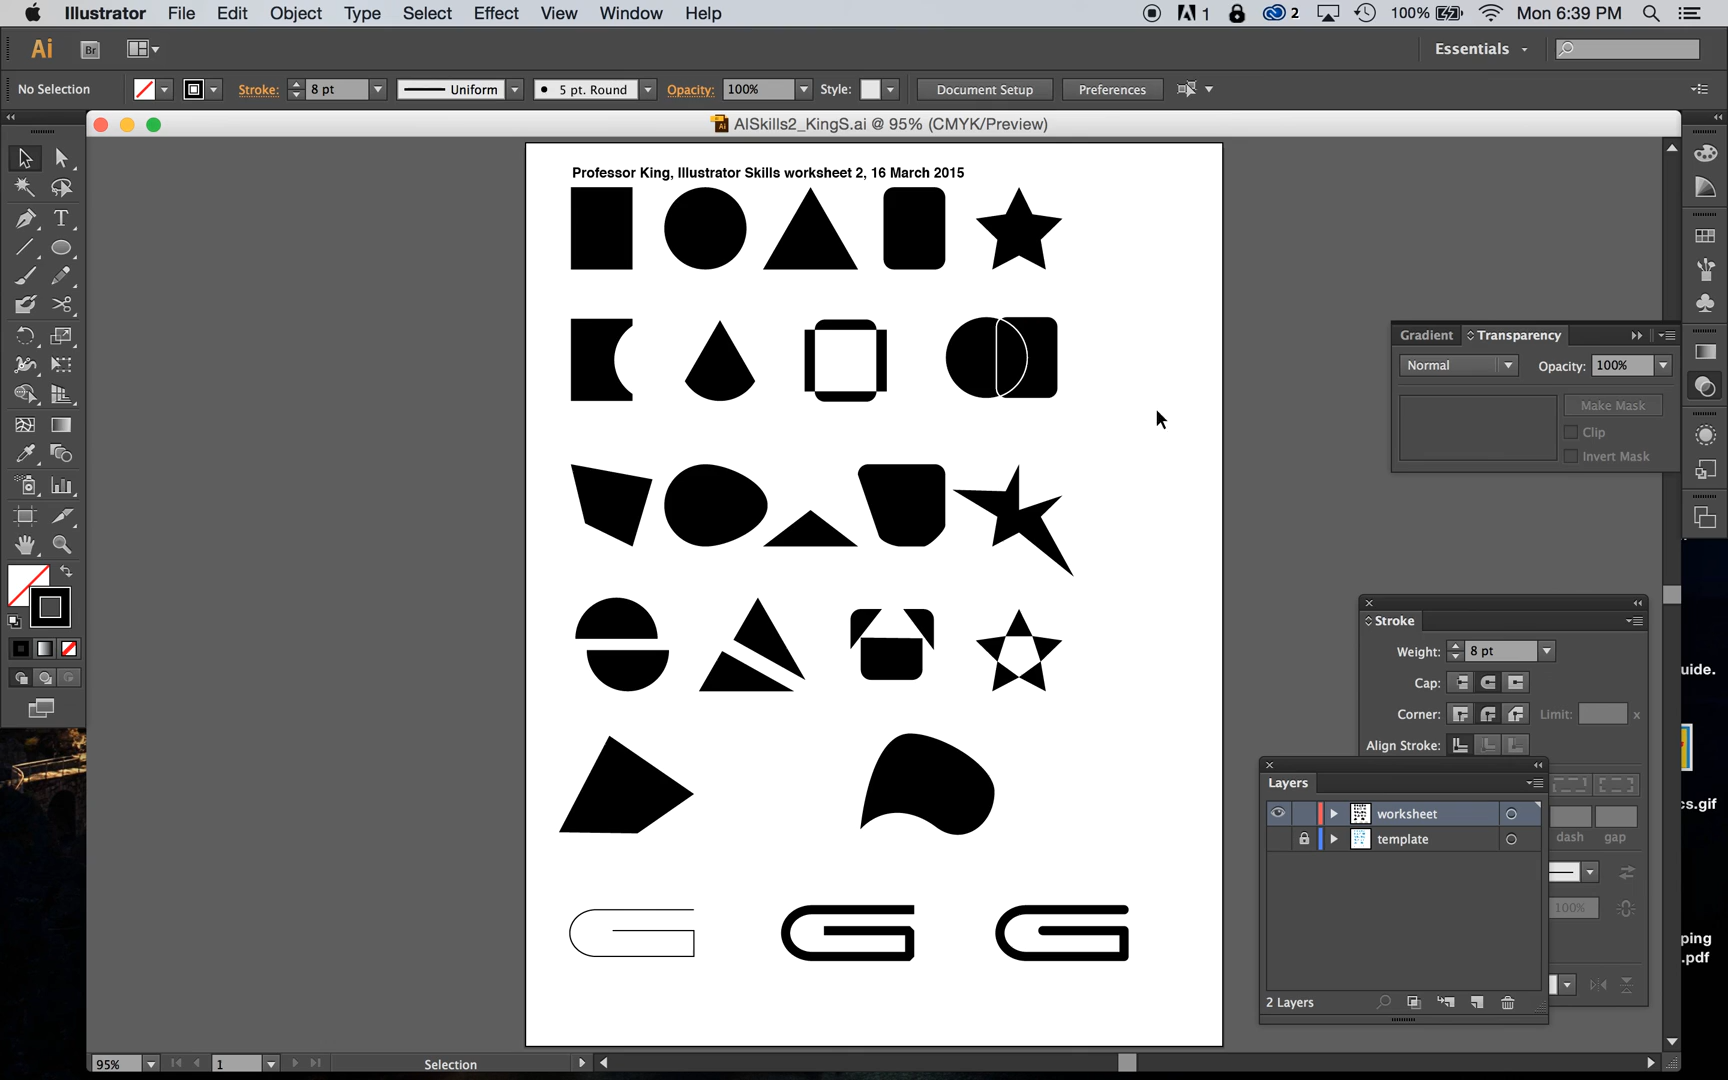 Illustrator File Edit Object Type Select Effect View Window Help 1 2 100% Mon 6:39 PM
Ai Br Essentials
No Selection Stroke: 8 pt Uniform 5 pt. Round Opacity: 100% Style: Document Setup Preferences
AISkills2_KingS.ai @ 95% (CMYK/Preview)
Professor King, Illustrator Skills worksheet 2, 16 March 2015
Gradient Transparency
Normal Opacity: 100%
Make Mask
Clip
Invert Mask
Stroke
Weight: 8 pt
uide.
Cap:
Corner: Limit: x
Align Stroke:
Layers
worksheet
cs.gif
template
dash gap
100%
ping
.pdf
2 Layers
95% 1 Selection